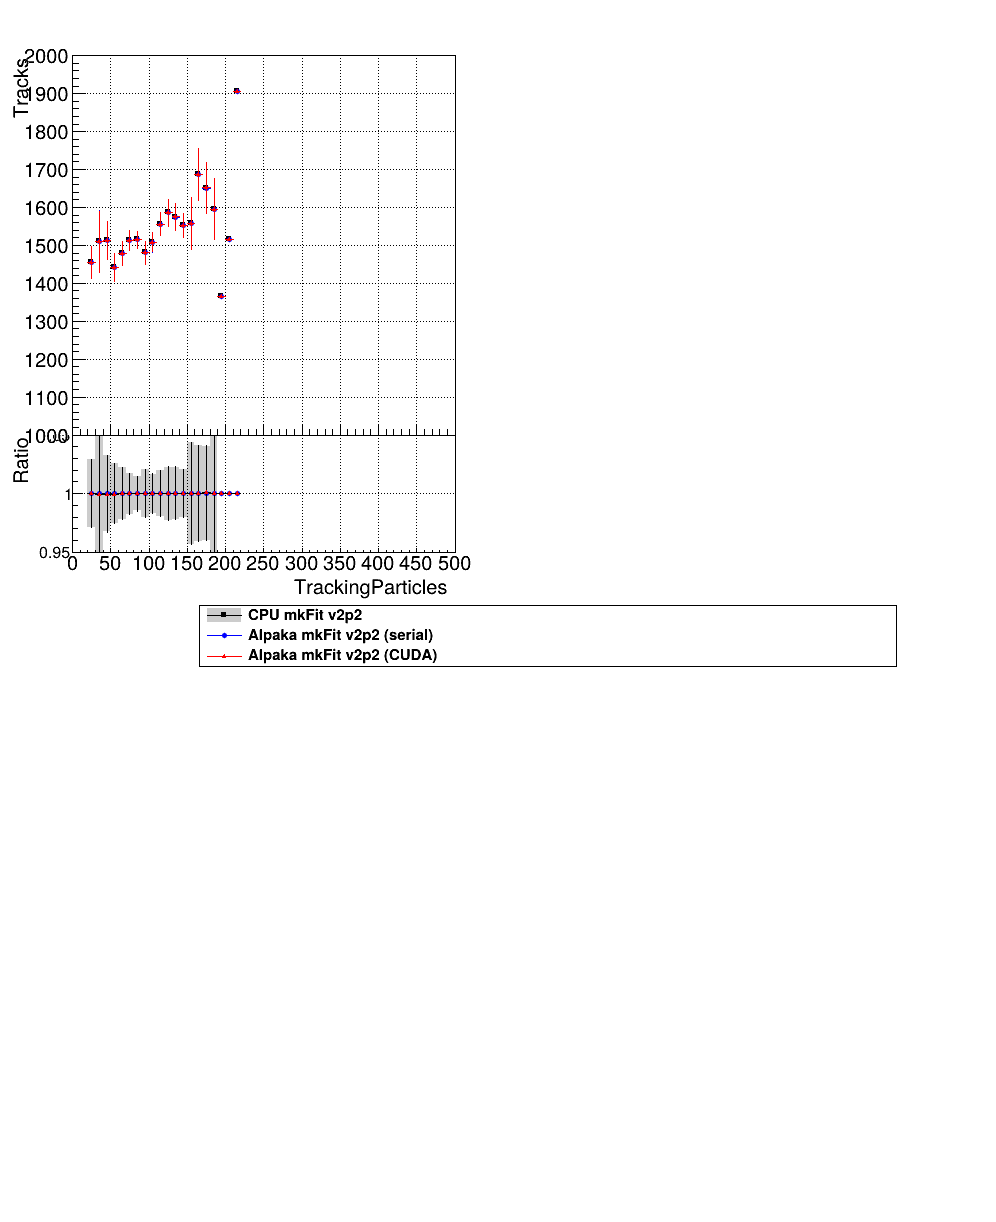 Tracks
2000
1900
1800
1700
1600
1500
1400
1300
1200
1100
1000
Ratio
1
0.95
0 50 100 150 200 250 300 350 400 450 500
TrackingParticles
CPU mkFit v2p2
Alpaka mkFit v2p2 (serial)
Alpaka mkFit v2p2 (CUDA)